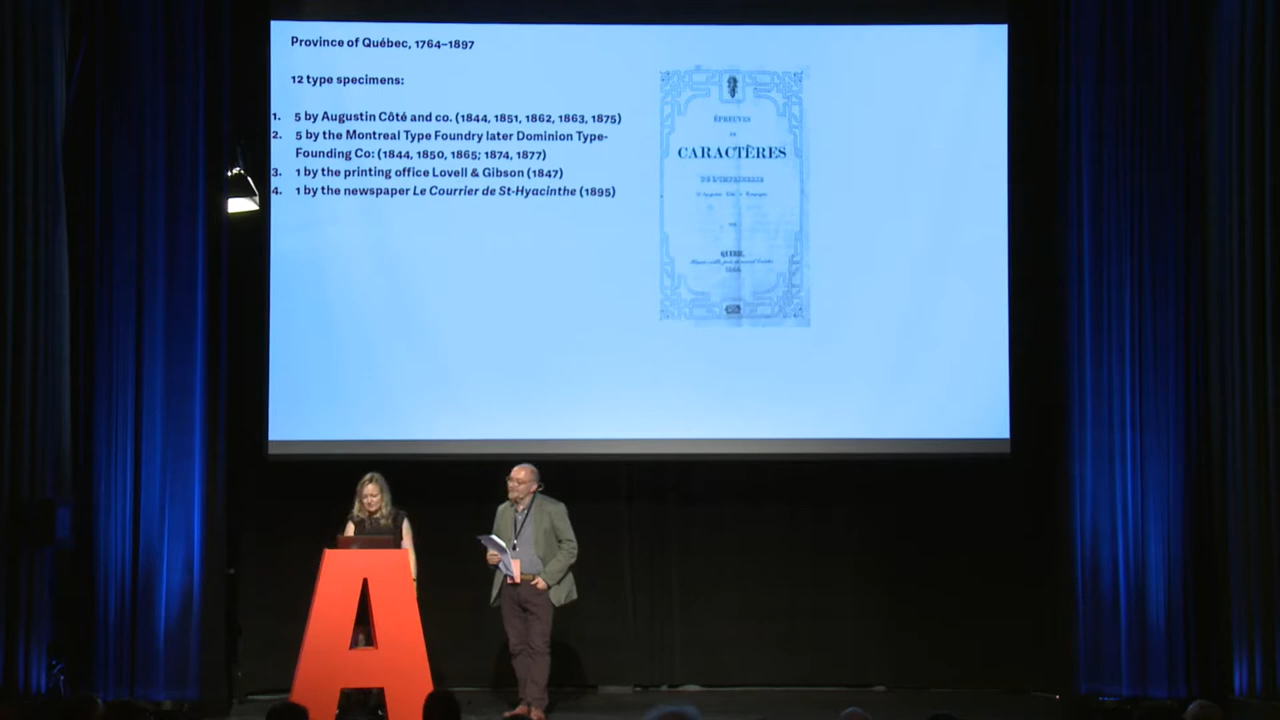 Province of Québec, 1764–1897
12 type specimens:
1. 5 by Augustin Côté and co. (1844, 1851, 1862, 1863, 1875)
2. 5 by the Montreal Type Foundry later Dominion Type-
Founding Co: (1844, 1850, 1865; 1874, 1877)
3. 1 by the printing office Lovell & Gibson (1847)
4. 1 by the newspaper Le Courrier de St-Hyacinthe (1895)
ÉPREUVES
DE
CARACTÈRES
DE L'IMPRIMERIE
A